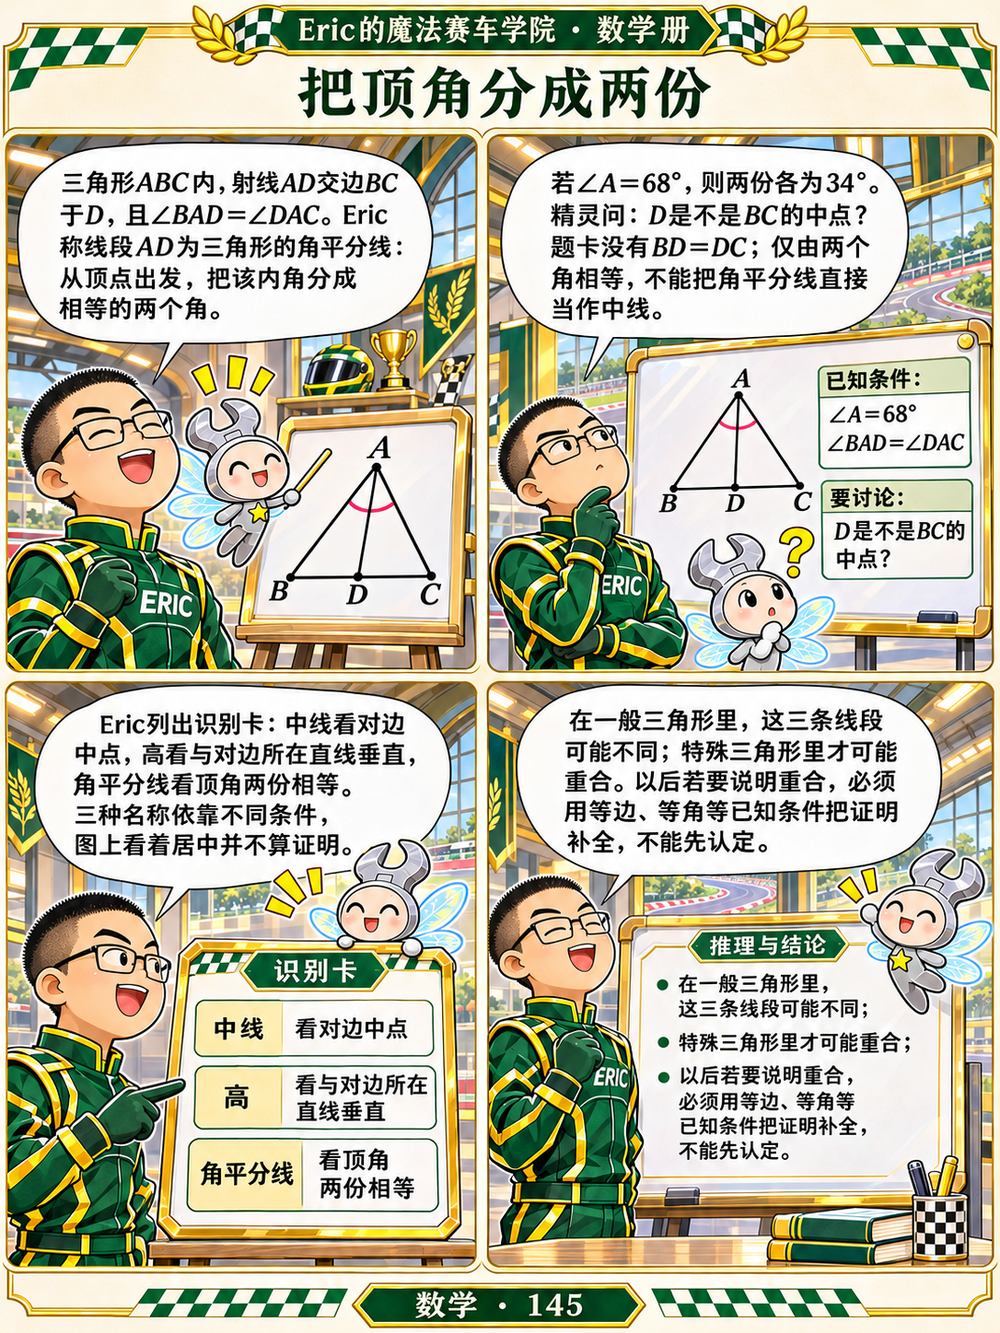 Eric的魔法赛车学院 · 数学册
把顶角分成两份
三角形ABC内，射线AD交边BC
于D，且∠BAD＝∠DAC。Eric
称线段AD为三角形的角平分线：
从顶点出发，把该内角分成
相等的两个角。
A
B
D
C
ERIC
若∠A＝68°，则两份各为34°。
精灵问：D是不是BC的中点？
题卡没有BD＝DC；仅由两个
角相等，不能把角平分线直接
当作中线。
A
B
D
C
已知条件：
∠A＝68°
∠BAD＝∠DAC
要讨论：
D是不是BC的
中点？
?
ERIC
Eric列出识别卡：中线看对边
中点，高看与对边所在直线垂直，
角平分线看顶角两份相等。
三种名称依靠不同条件，
图上看着居中并不算证明。
识别卡
中线 看对边中点
高 看与对边所在
直线垂直
角平分线 看顶角
两份相等
ERIC
在一般三角形里，这三条线段
可能不同；特殊三角形里才可能
重合。以后若要说明重合，必须
用等边、等角等已知条件把证明
补全，不能先认定。
推理与结论
• 在一般三角形里，
这三条线段可能不同；
• 特殊三角形里才可能重合；
• 以后若要说明重合，
必须用等边、等角等
已知条件把证明补全，
不能先认定。
ERIC
数学 · 145